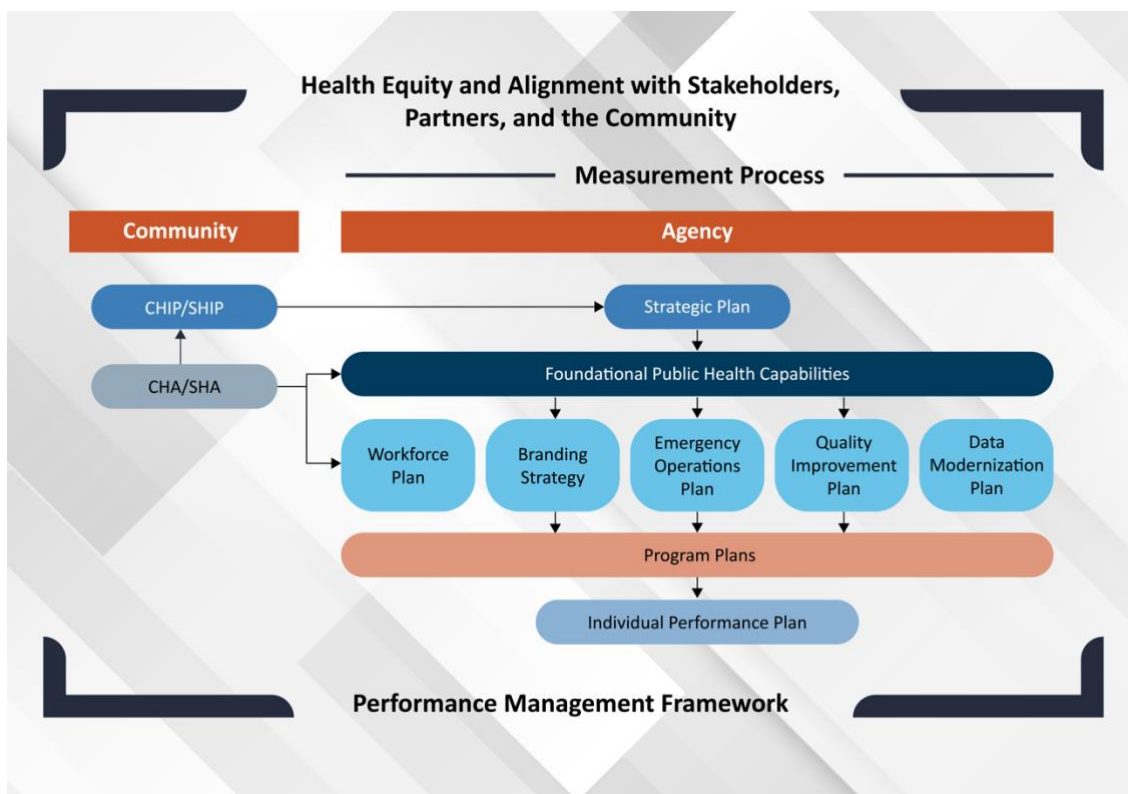 Health Equity and Alignment with Stakeholders,
Partners, and the Community
Measurement Process
Community
Agency
CHIP/SHIP
Strategic Plan
CHA/SHA
Foundational Public Health Capabilities
Workforce
Plan
Branding
Strategy
Emergency
Operations
Plan
Quality
Improvement
Plan
Data
Modernization
Plan
Program Plans
Individual Performance Plan
Performance Management Framework